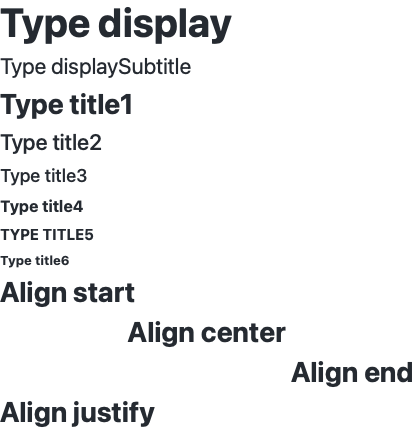 Type display
Type displaySubtitle
Type title1
Type title2
Type title3
Type title4
TYPE TITLE5
Type title6
Align start
Align center
Align end
Align justify